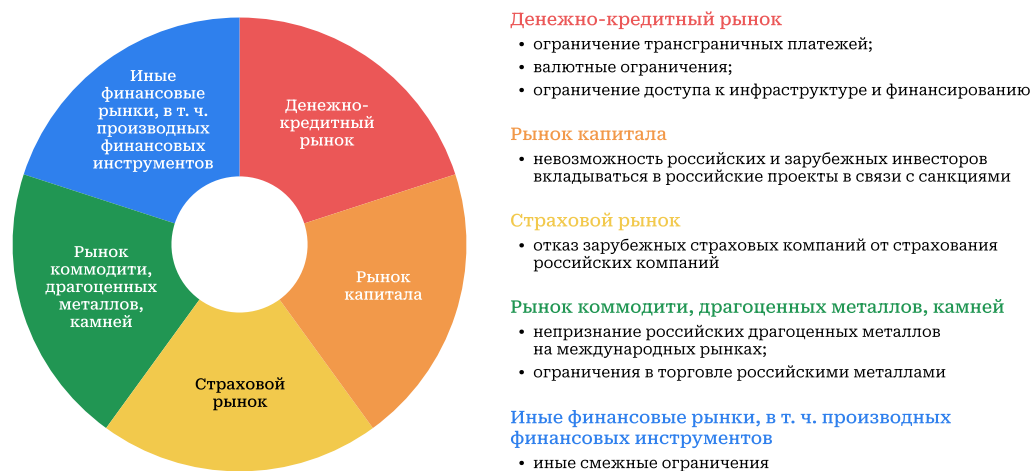 Иные
финансовые
рынки, в т. ч.
производных
финансовых
инструментов
Денежно-
кредитный
рынок
Рынок
коммодити,
драгоценных
металлов,
камней
Рынок
капитала
Страховой
рынок
Денежно-кредитный рынок
• ограничение трансграничных платежей;
• валютные ограничения;
• ограничение доступа к инфраструктуре и финансированию
Рынок капитала
• невозможность российских и зарубежных инвесторов
вкладываться в российские проекты в связи с санкциями
Страховой рынок
• отказ зарубежных страховых компаний от страхования
российских компаний
Рынок коммодити, драгоценных металлов, камней
• непризнание российских драгоценных металлов
на международных рынках;
• ограничения в торговле российскими металлами
Иные финансовые рынки, в т. ч. производных
финансовых инструментов
• иные смежные ограничения